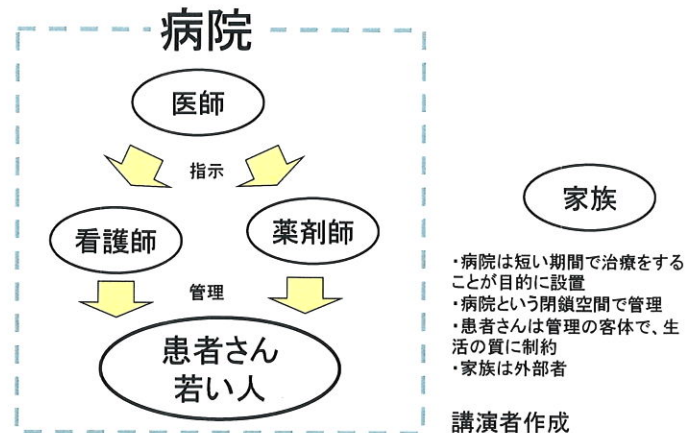 病院
医師
指示
看護師
薬剤師
管理
患者さん
若い人
家族
・病院は短い期間で治療をする
ことが目的に設置
・病院という閉鎖空間で管理
・患者さんは管理の客体で、生
活の質に制約
・家族は外部者
講演者作成